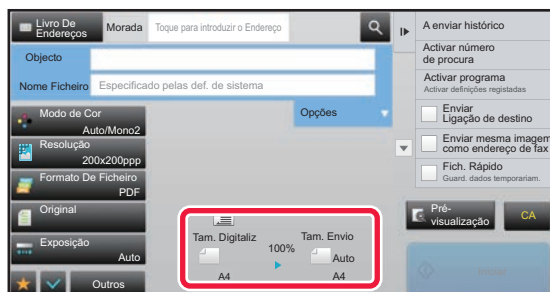 Livro De
Endereços
Morada
Toque para introduzir o Endereço
Objecto
Nome Ficheiro
Especificado pelas def. de sistema
Modo de Cor
Auto/Mono2
Resolução
200x200ppp
Formato De Ficheiro
PDF
Original
Exposição
Auto
Outros
Opções
Tam. Digitaliz
100%
Tam. Envio
Auto
A4
A4
A enviar histórico
Activar número
de procura
Activar programa
Activar definições registadas
Enviar
Ligação de destino
Enviar mesma imagem
como endereço de fax
Fich. Rápido
Guard. dados temporariam.
Pré-
visualização
CA